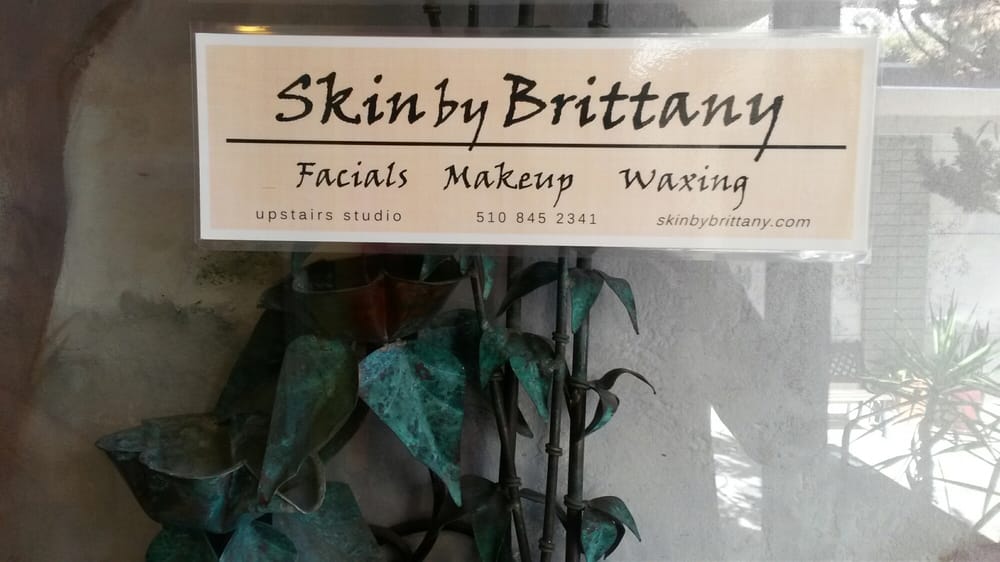 Skin by Brittany
Facials Makeup Waxing
upstairs studio 510 845 2341 skinbybrittany.com